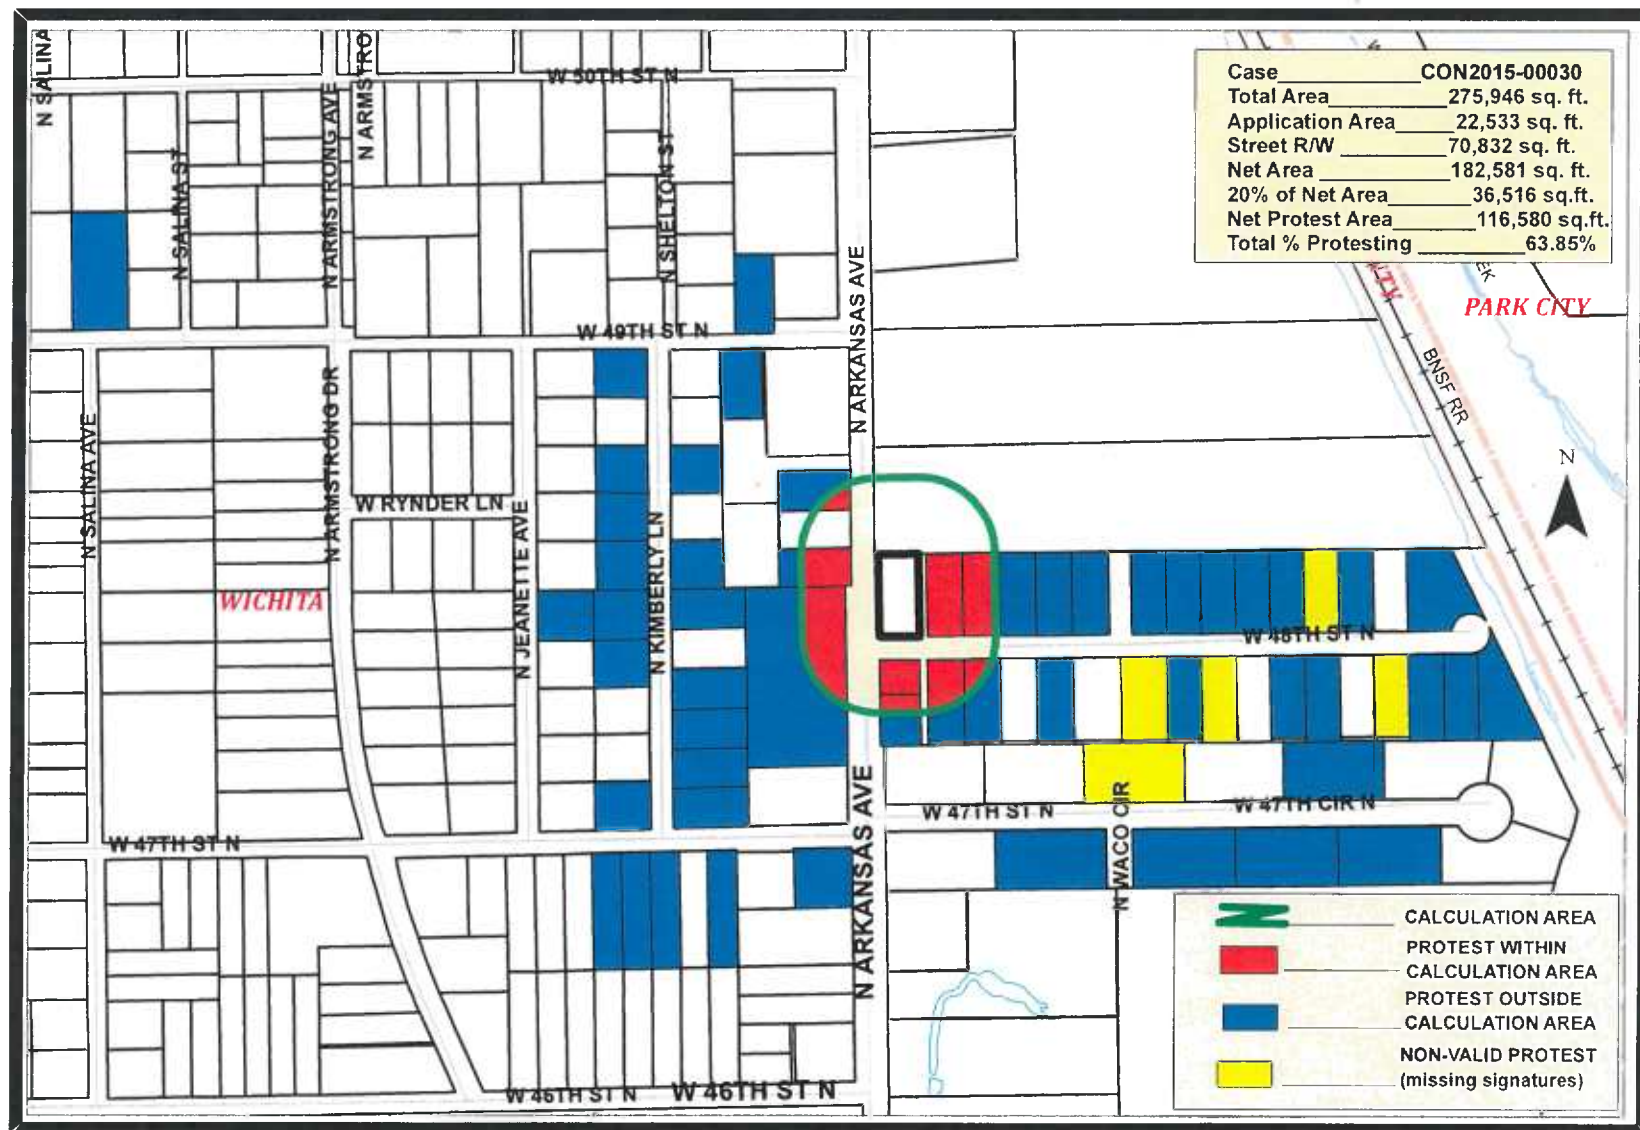 Case CON2015-00030
Total Area 275,946 sq. ft.
Application Area 22,533 sq. ft.
Street R/W 70,832 sq. ft.
Net Area 182,581 sq. ft.
20% of Net Area 36,516 sq.ft.
Net Protest Area 116,580 sq.ft.
Total % Protesting 63.85%
N SALINA
N ARMSTRO
W 50TH ST N
N SALINA ST
N ARMSTRONG AVE
N SHELTON ST
N ARKANSAS AVE
EK
PARK CITY
W 49TH ST N
BNSF RR
N
N SALINA AVE
N ARMSTRONG DR
W RYNDER LN
N JEANETTE AVE
N KIMBERLY LN
WICHITA
W 48TH ST N
W 47TH ST N
W 47TH ST N
W 47TH CIR N
N WACO CIR
N ARKANSAS AVE
W 46TH ST N
W 46TH ST N
CALCULATION AREA
PROTEST WITHIN
CALCULATION AREA
PROTEST OUTSIDE
CALCULATION AREA
NON-VALID PROTEST
(missing signatures)